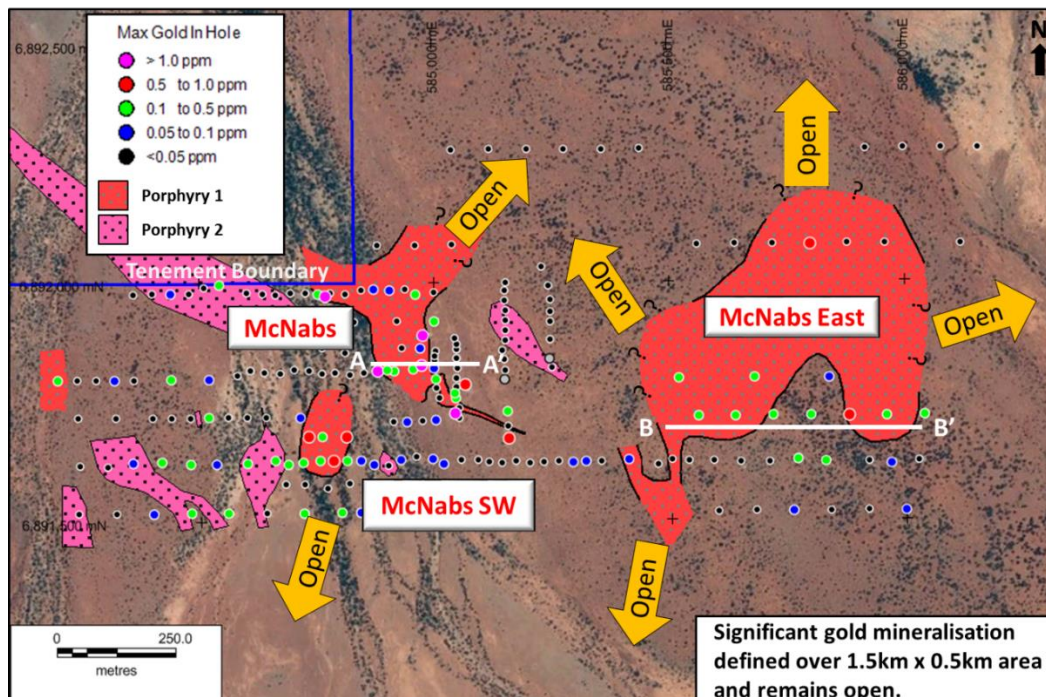 Max Gold In Hole
> 1.0 ppm
0.5 to 1.0 ppm
0.1 to 0.5 ppm
0.05 to 0.1 ppm
<0.05 ppm
Porphyry 1
Porphyry 2
6,892,500 mN
585,000mE
585,500mE
586,000mE
N
Open
Open
Open
Open
Open
Open
?
?
?
?
?
?
?
?
?
?
?
Tenement Boundary
6,892,000 mN
McNabs
McNabs East
A
A'
B
B'
McNabs SW
6,891,500 mN
0
250.0
metres
Significant gold mineralisation
defined over 1.5km x 0.5km area
and remains open.